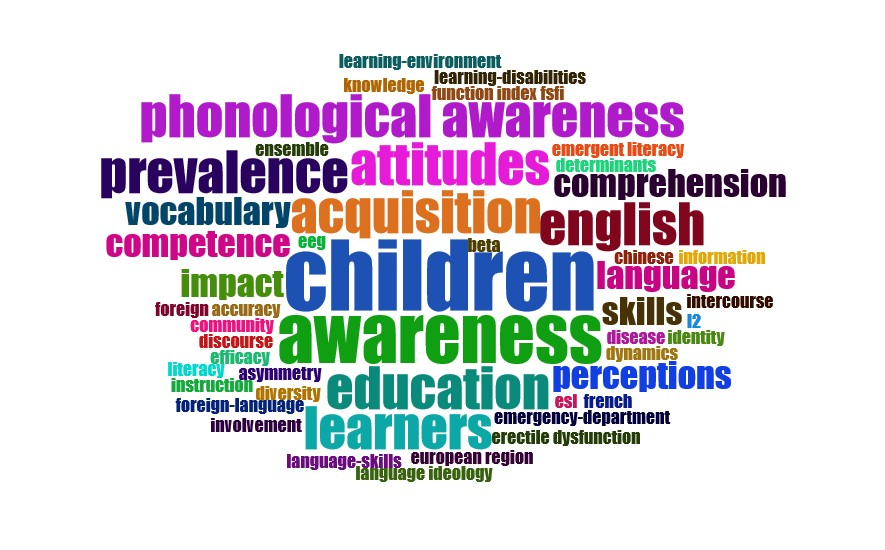 learning-environment
knowledge learning-disabilities
function index fsfi
phonological awareness
ensemble emergent literacy
prevalence attitudes determinants
comprehension
vocabulary acquisition english
competence eeg beta
chinese information
children language
impact intercourse
foreign accuracy skills
community l2
discourse awareness disease identity
efficacy dynamics
literacy asymmetry perceptions
instruction diversity education
foreign-language esl french
involvement learners emergency-department
erectile dysfunction
language-skills european region
language ideology